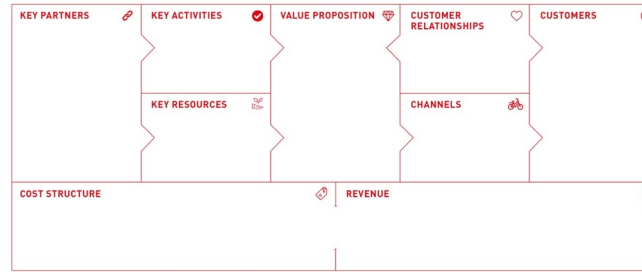 KEY PARTNERS
KEY ACTIVITIES
VALUE PROPOSITION
CUSTOMER
RELATIONSHIPS
CUSTOMERS
KEY RESOURCES
CHANNELS
COST STRUCTURE
REVENUE